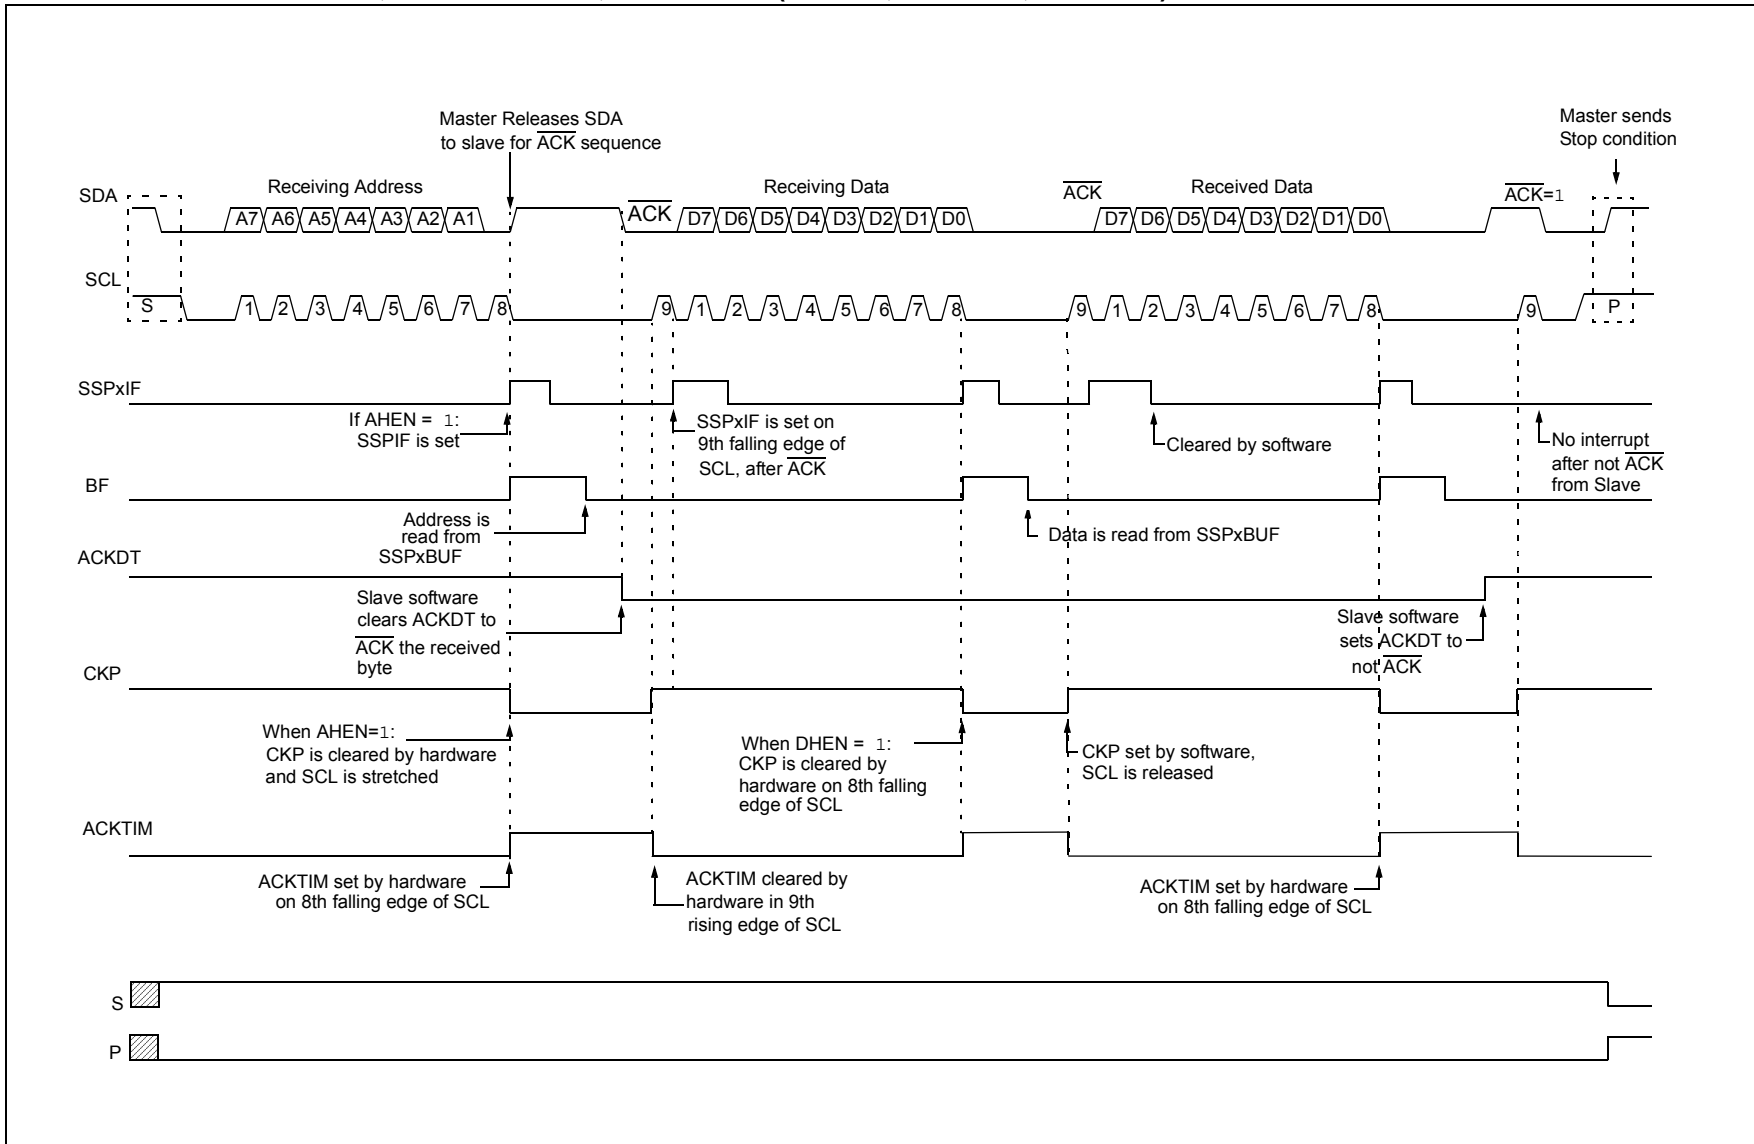 Master Releases SDA
to slave for ACK sequence
Master sends
Stop condition
SDA
Receiving Address
ACK
Receiving Data
ACK
Received Data
ACK=1
A7 A6 A5 A4 A3 A2 A1
D7 D6 D5 D4 D3 D2 D1 D0
D7 D6 D5 D4 D3 D2 D1 D0
SCL
S
1 2 3 4 5 6 7 8
9 1 2 3 4 5 6 7 8
9 1 2 3 4 5 6 7 8
9
P
SSPxIF
If AHEN = 1:
SSPIF is set
SSPxIF is set on
9th falling edge of
SCL, after ACK
Cleared by software
No interrupt
after not ACK
from Slave
BF
Address is
read from
SSPxBUF
Data is read from SSPxBUF
ACKDT
Slave software
clears ACKDT to
ACK the received
byte
Slave software
sets ACKDT to
not ACK
CKP
When AHEN=1:
CKP is cleared by hardware
and SCL is stretched
When DHEN = 1:
CKP is cleared by
hardware on 8th falling
edge of SCL
CKP set by software,
SCL is released
ACKTIM
ACKTIM set by hardware
on 8th falling edge of SCL
ACKTIM cleared by
hardware in 9th
rising edge of SCL
ACKTIM set by hardware
on 8th falling edge of SCL
S
P